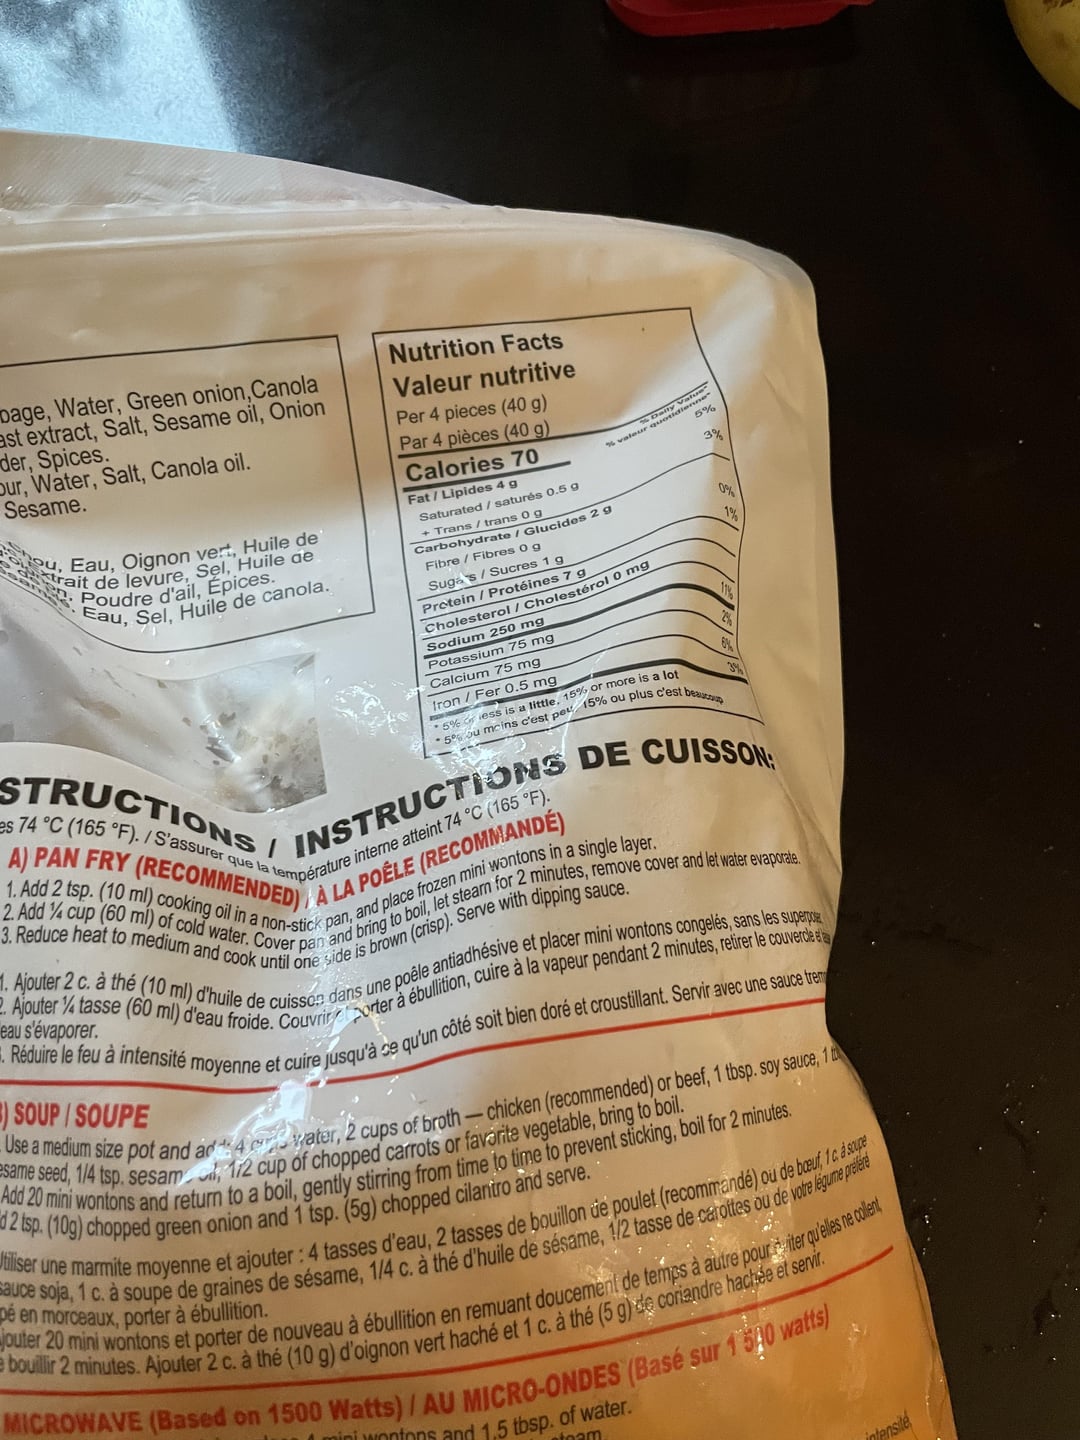 Water, Green onion,Canola
extract, Salt, Sesame oil, Onion
Spices.
Water, Salt, Canola oil.
Sesame.
Eau, Oignon vert, Huile de
de levure, Sel, Huile de
Poudre d'ail, Épices.
Eau, Sel, Huile de canola.
Nutrition Facts
Valeur nutritive
Per 4 pieces (40 g)
Par 4 pièces (40 g)
% Daily Value*
% valeur quotidienne*
Calories 70
Fat / Lipides 4 g 5%
Saturated / saturés 0.5 g 3%
+ Trans / trans 0 g
Carbohydrate / Glucides 2 g
Fibre / Fibres 0 g 0%
Sugars / Sucres 1 g 1%
Protein / Protéines 7 g
Cholesterol / Cholestérol 0 mg
Sodium 250 mg 11%
Potassium 75 mg 2%
Calcium 75 mg 6%
Iron / Fer 0.5 mg 3%
* 5% or less is a little, 15% or more is a lot
* 5% ou moins c'est peu, 15% ou plus c'est beaucoup
INSTRUCTIONS DE CUISSON:
74 °C (165 °F). / S'assurer que la température interne atteint 74 °C (165 °F).
A) PAN FRY (RECOMMENDED) / À LA POÊLE (RECOMMANDÉ)
1. Add 2 tsp. (10 ml) cooking oil in a non-stick pan, and place frozen mini wontons in a single layer.
2. Add ¼ cup (60 ml) of cold water. Cover pan and bring to boil, let steam for 2 minutes, remove cover and let water evaporate.
3. Reduce heat to medium and cook until one side is brown (crisp). Serve with dipping sauce.
1. Ajouter 2 c. à thé (10 ml) d'huile de cuisson dans une poêle antiadhésive et placer mini wontons congelés, sans les
2. Ajouter ¼ tasse (60 ml) d'eau froide. Couvrir et porter à ébullition, cuire à la vapeur pendant 2 minutes, retirer le couvercle et
s'évaporer.
Réduire le feu à intensité moyenne et cuire jusqu'à ce qu'un côté soit bien doré et croustillant. Servir avec une sauce
SOUP / SOUPE
Use a medium size pot and add: 4 cups water, 2 cups of broth — chicken (recommended) or beef, 1 tbsp. soy sauce, 1
seed, 1/4 tsp. sesame oil, 1/2 cup of chopped carrots or favorite vegetable, bring to boil.
Add 20 mini wontons and return to a boil, gently stirring from time to time to prevent sticking, boil for 2 minutes.
2 tsp. (10g) chopped green onion and 1 tsp. (5g) chopped cilantro and serve.
Utiliser une marmite moyenne et ajouter : 4 tasses d'eau, 2 tasses de bouillon de poulet (recommandé) ou de bœuf, 1 c. à soupe
sauce soja, 1 c. à soupe de graines de sésame, 1/4 c. à thé d'huile de sésame, 1/2 tasse de carottes ou de votre légume préféré
en morceaux, porter à ébullition.
20 mini wontons et porter de nouveau à ébullition en remuant doucement de temps à autre pour éviter qu'elles ne collent,
bouillir 2 minutes. Ajouter 2 c. à thé (10 g) d'oignon vert haché et 1 c. à thé (5 g) de coriandre hachée et servir.
MICROWAVE (Based on 1500 Watts) / AU MICRO-ONDES (Basé sur 1 500 watts)
mini wontons and 1.5 tbsp. of water.